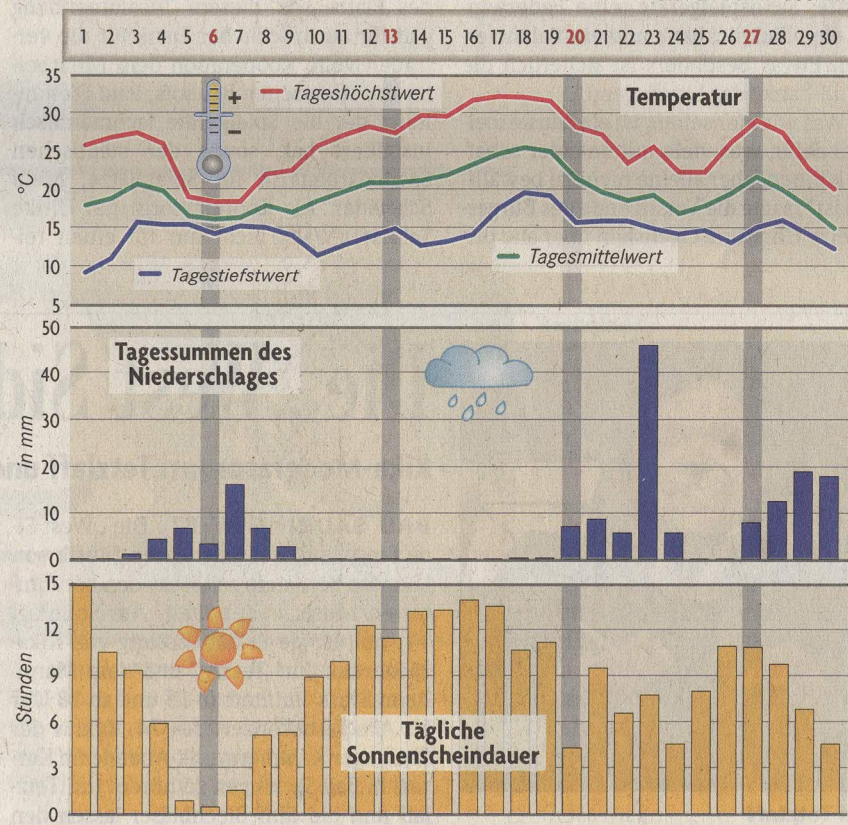 1 2 3 4 5 6 7 8 9 10 11 12 13 14 15 16 17 18 19 20 21 22 23 24 25 26 27 28 29 30
35
30
25
20
15
10
5
°C
+
−
Tageshöchstwert
Temperatur
Tagesmittelwert
Tagestiefstwert
50
40
30
20
10
0
in mm
Tagessummen des
Niederschlages
15
12
9
6
3
0
Stunden
Tägliche
Sonnenscheindauer